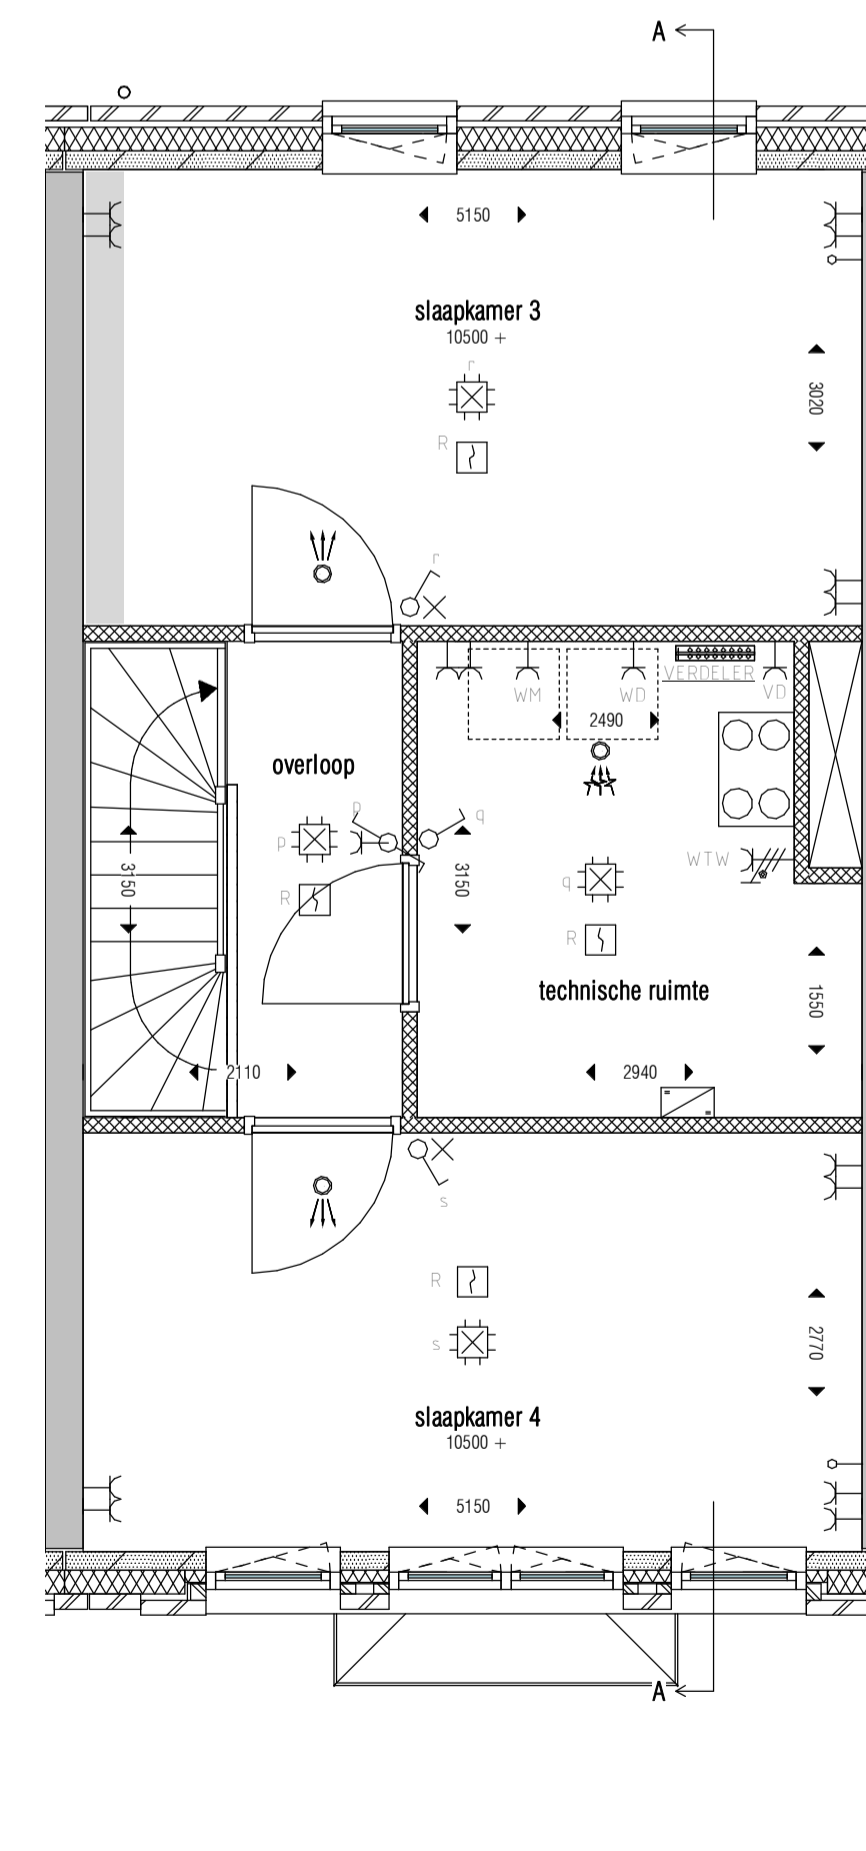 A
5150
slaapkamer 3
10500 +
r
3020
R
r
VERDELER
WM
WD
VD
2490
overloop
p
q
p
R
3150
3150
WTW
q
R
technische ruimte
1550
2110
2940
s
R
s
2770
slaapkamer 4
10500 +
5150
A